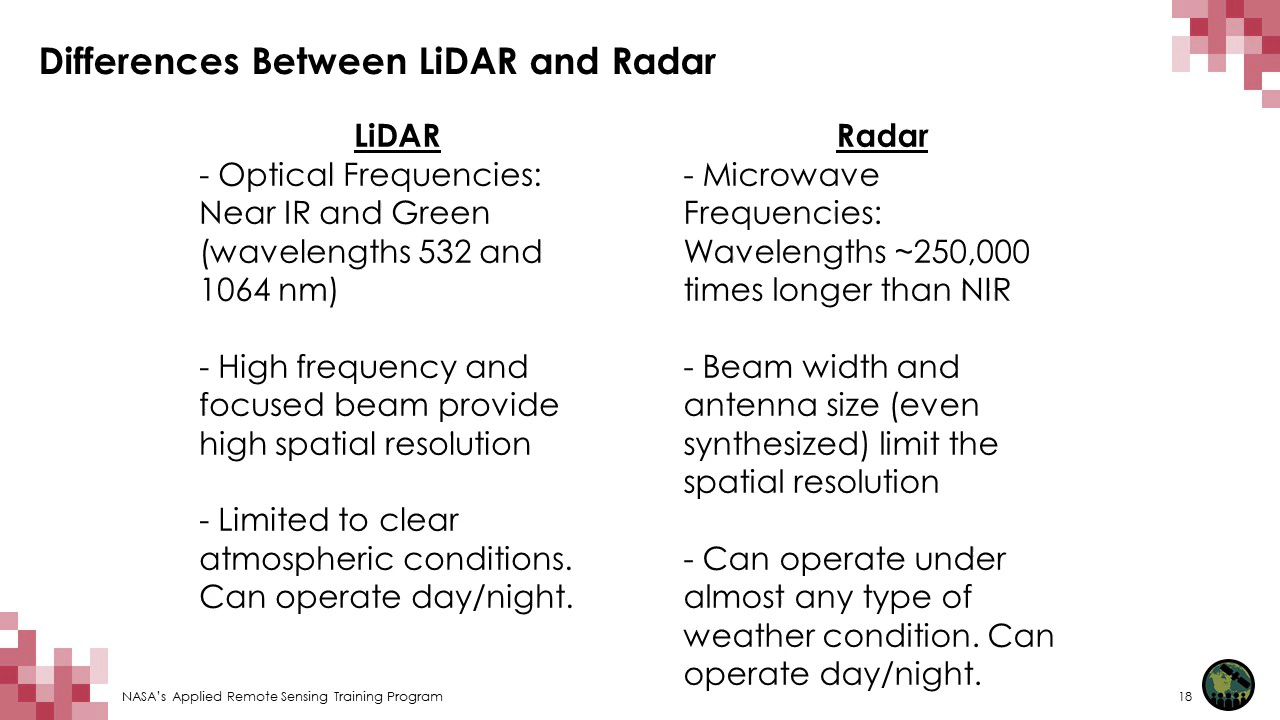 Differences Between LiDAR and Radar
LiDAR
- Optical Frequencies:
Near IR and Green
(wavelengths 532 and
1064 nm)
- High frequency and
focused beam provide
high spatial resolution
- Limited to clear
atmospheric conditions.
Can operate day/night.
Radar
- Microwave
Frequencies:
Wavelengths ~250,000
times longer than NIR
- Beam width and
antenna size (even
synthesized) limit the
spatial resolution
- Can operate under
almost any type of
weather condition. Can
operate day/night.
NASA's Applied Remote Sensing Training Program
18